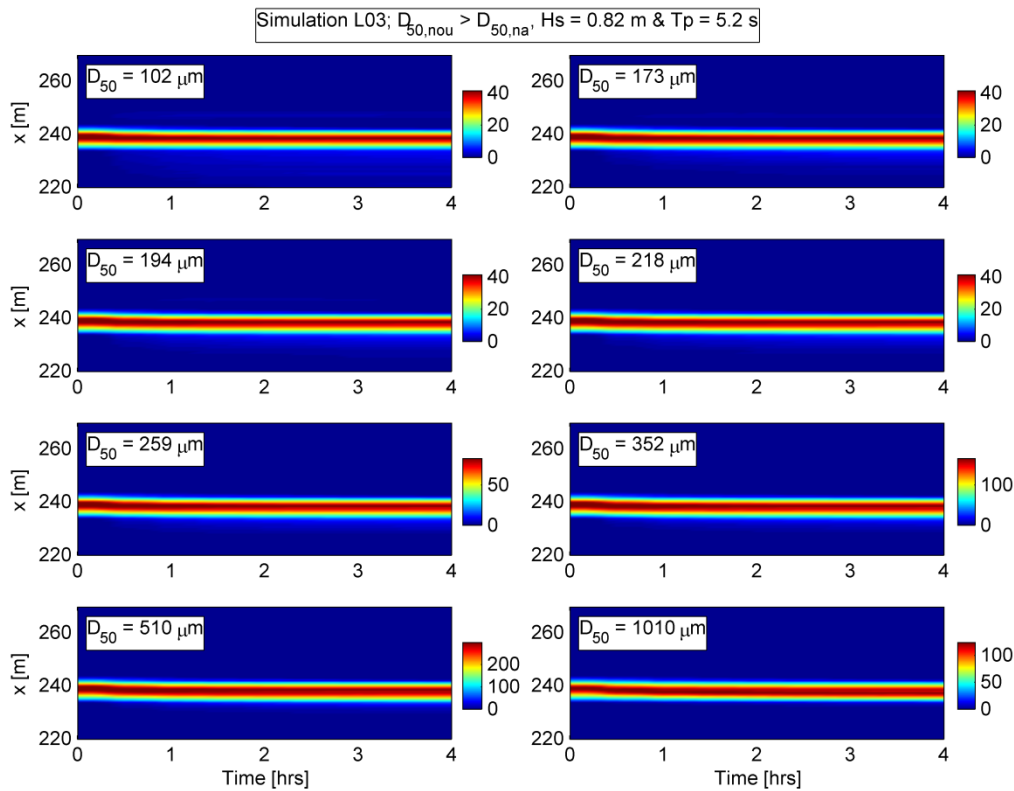 Simulation L03; D50,nou > D50,na, Hs = 0.82 m & Tp = 5.2 s
D50 = 102 μm
x [m]
260
240
220
0 1 2 3 4
40
20
0
D50 = 173 μm
260
240
220
0 1 2 3 4
40
20
0
D50 = 194 μm
x [m]
260
240
220
0 1 2 3 4
40
20
0
D50 = 218 μm
260
240
220
0 1 2 3 4
40
20
0
D50 = 259 μm
x [m]
260
240
220
0 1 2 3 4
50
0
D50 = 352 μm
260
240
220
0 1 2 3 4
100
0
D50 = 510 μm
x [m]
260
240
220
0 1 2 3 4
Time [hrs]
200
100
0
D50 = 1010 μm
260
240
220
0 1 2 3 4
Time [hrs]
100
50
0